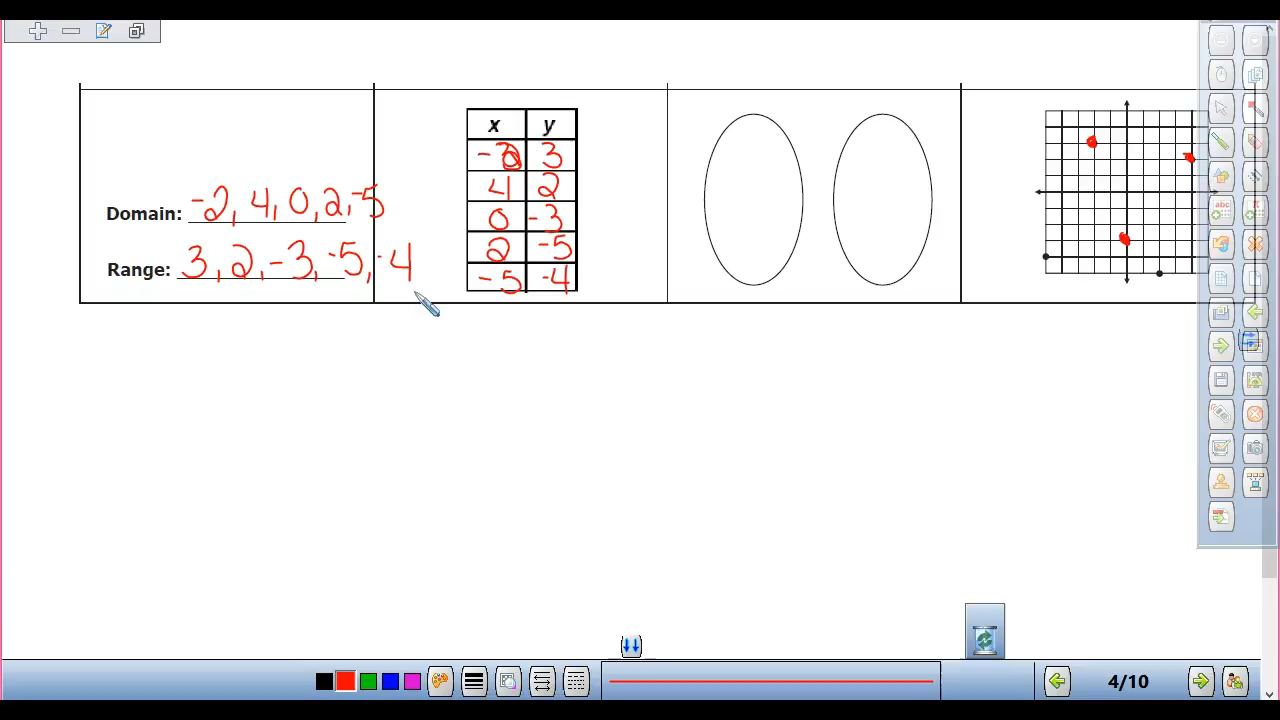 x y
-2 3
4 2
0 -3
2 -5
-5 -4
Domain: -2, 4, 0, 2, -5
Range: 3, 2, -3, -5, -4
abc
π
4/10